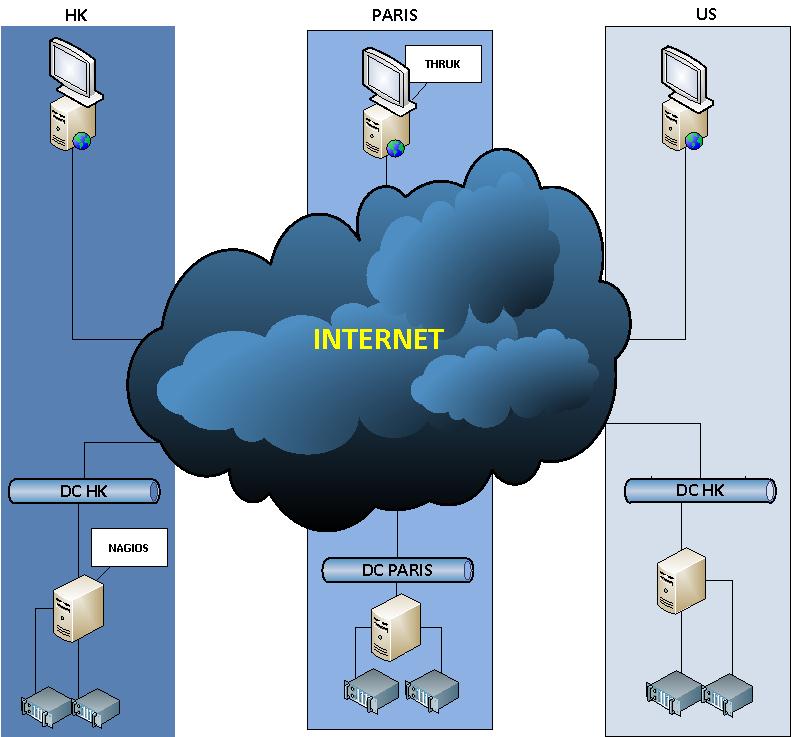 HK
PARIS
US
THRUK
INTERNET
DC HK
DC HK
NAGIOS
DC PARIS